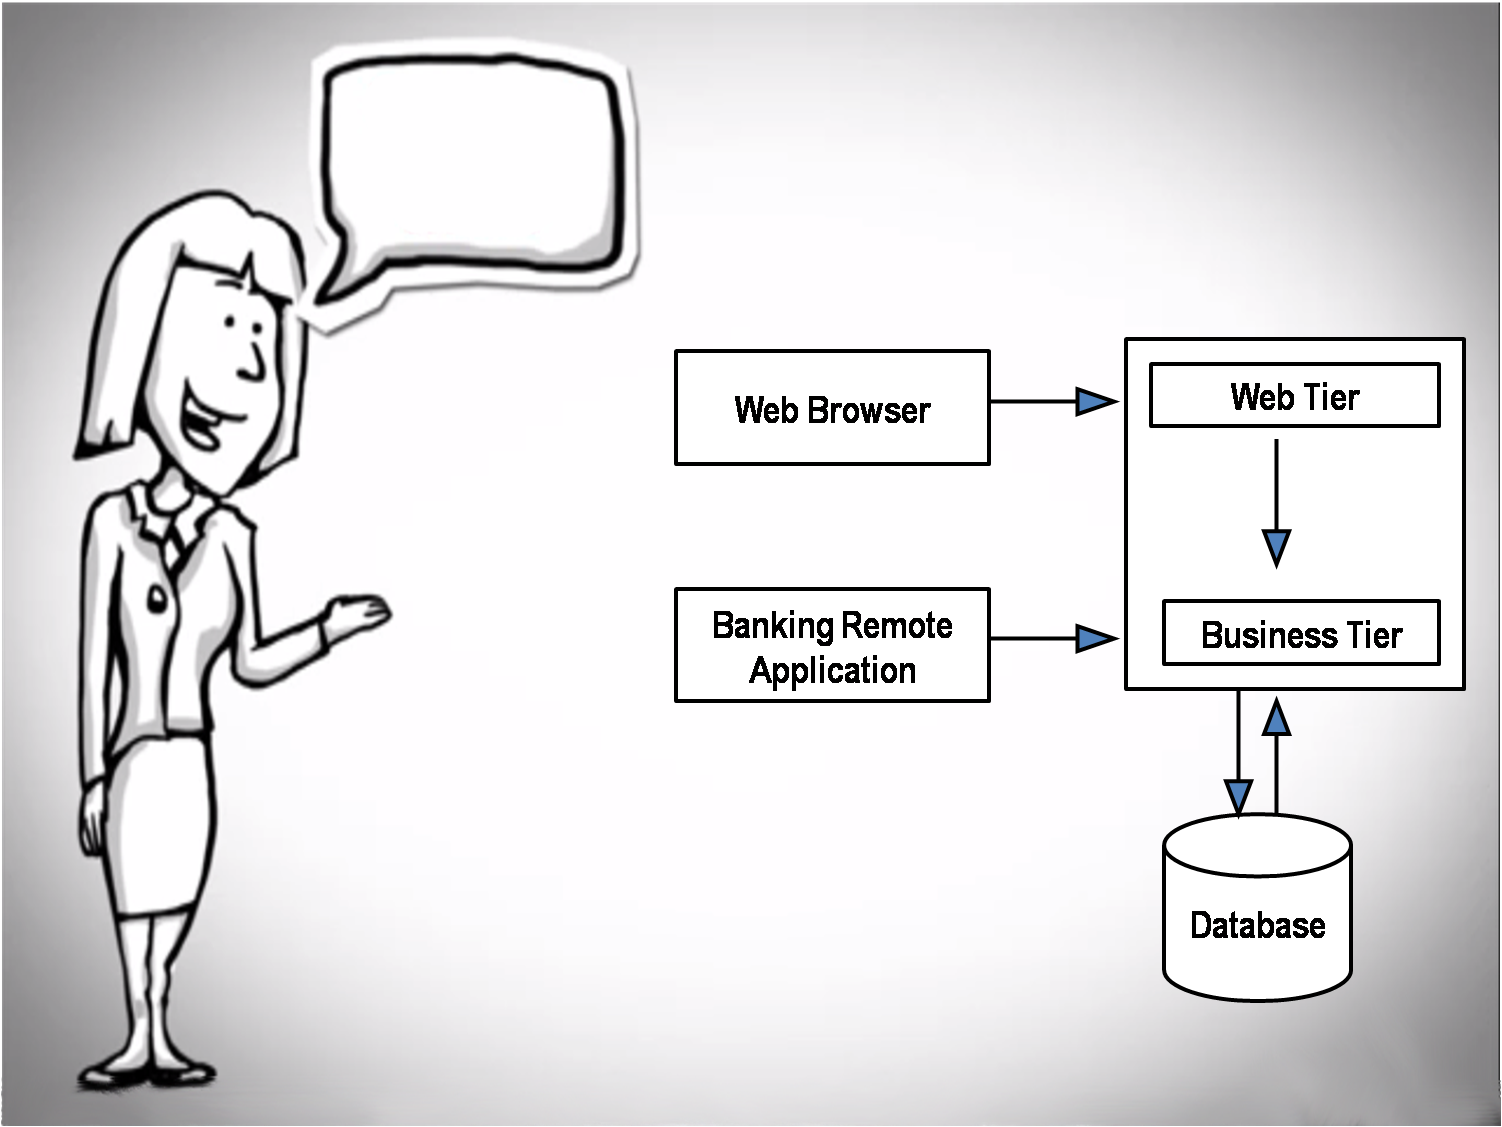 Web Browser
Web Tier
Banking Remote
Application
Business Tier
Database